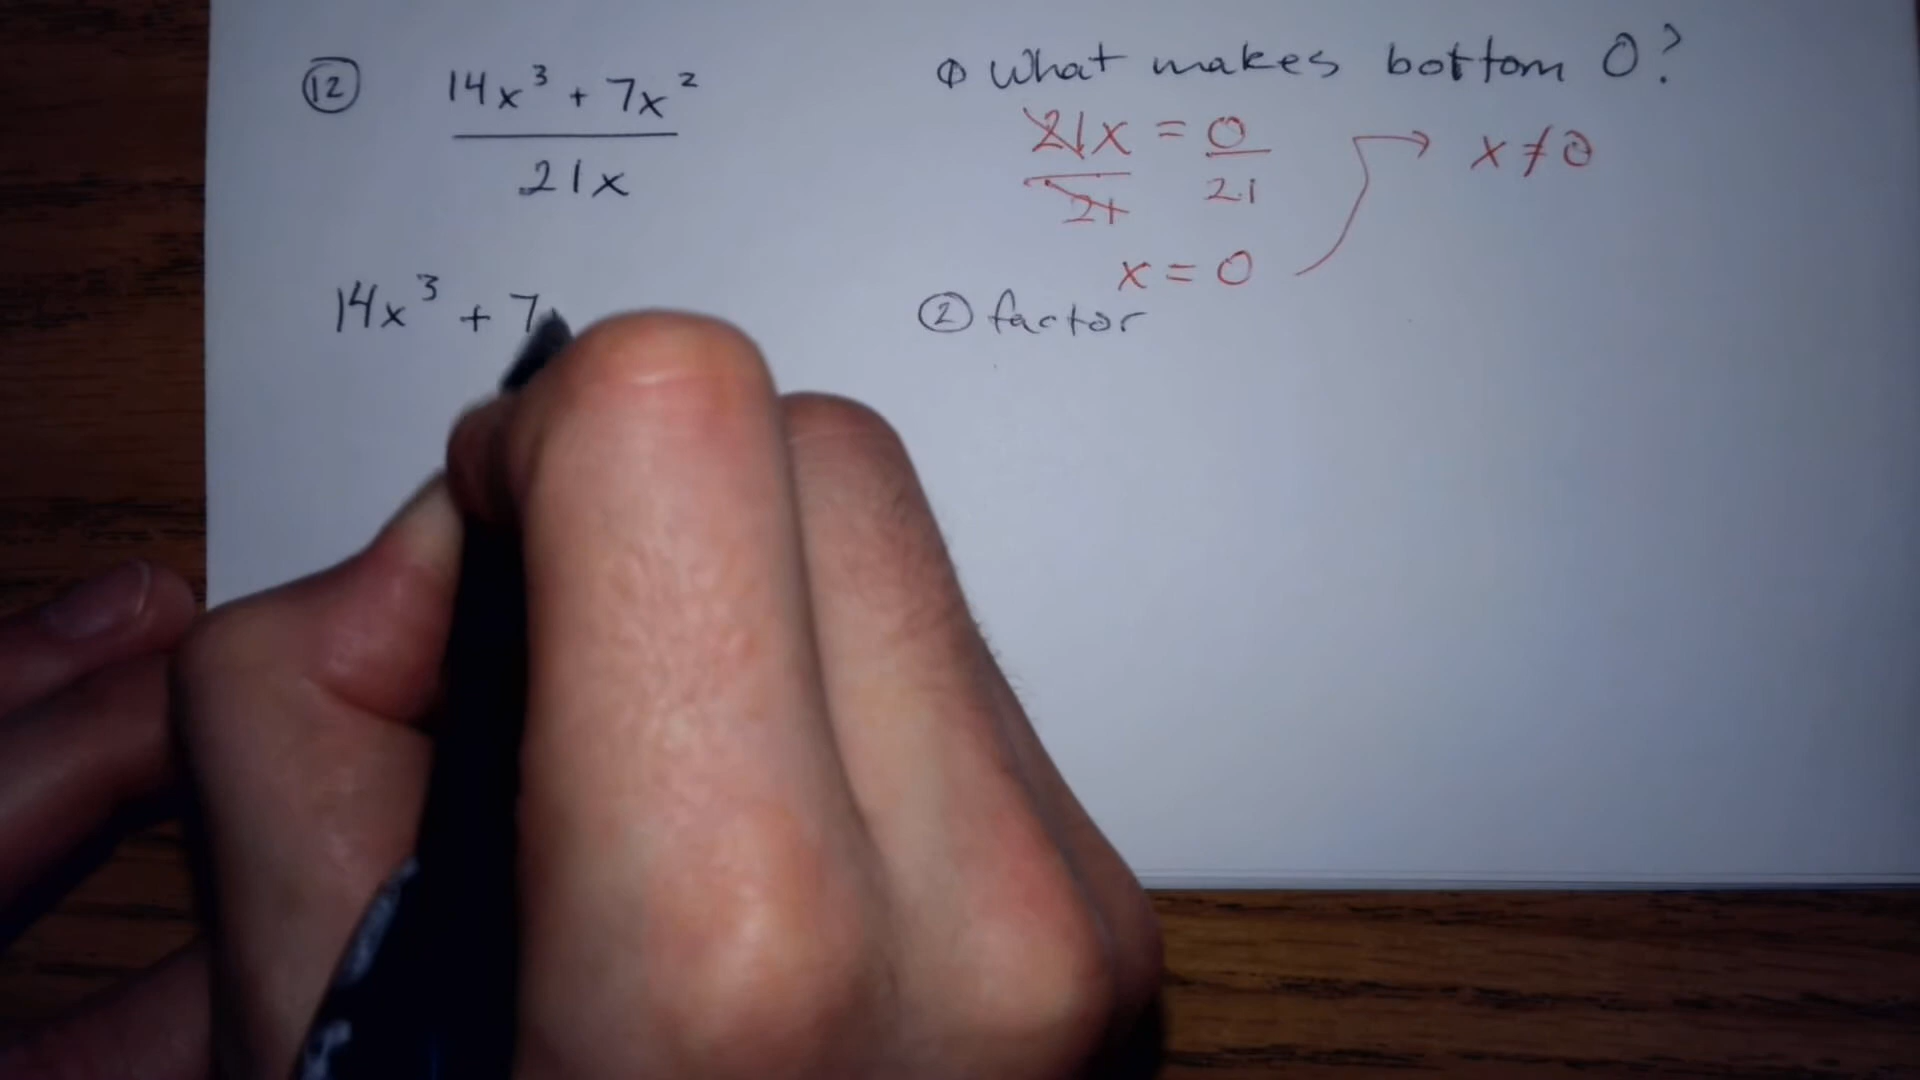 ⑫ 14x³ + 7x²
21x
14x³ + 7
① What makes bottom 0?
21x = 0
21 21
x = 0
x ≠ 0
② factor